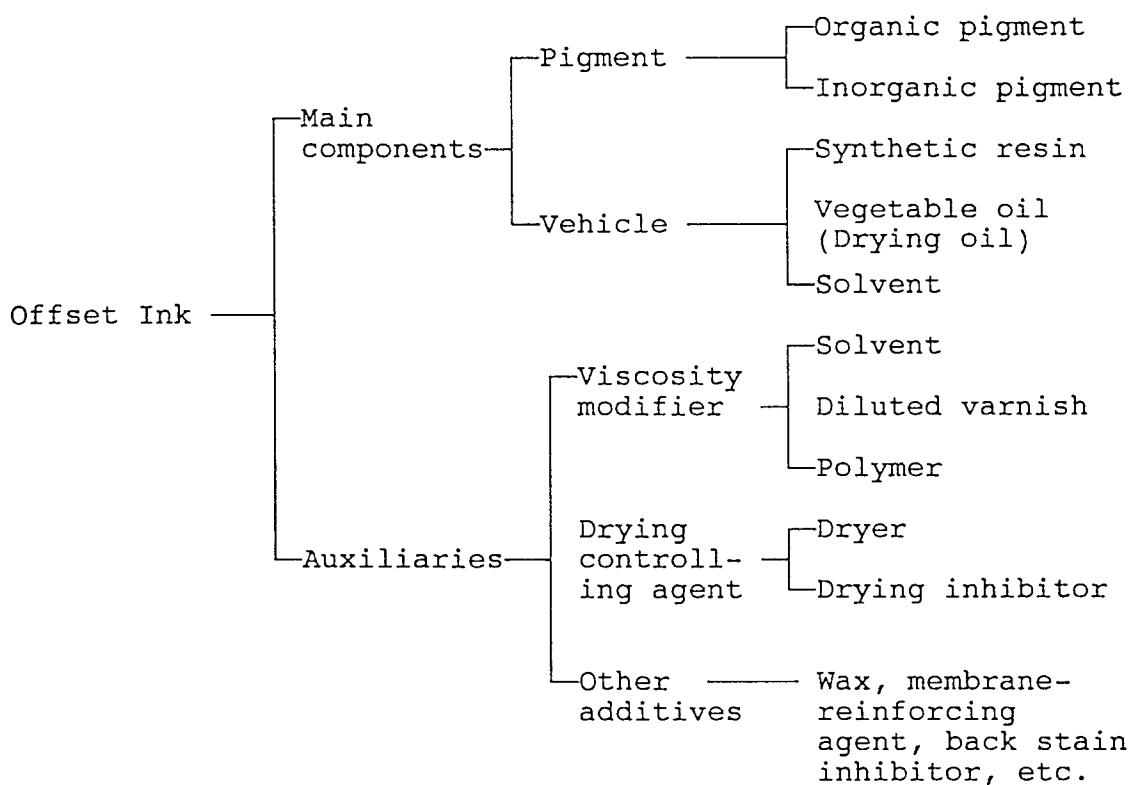 Offset Ink
Main
components
Pigment
Organic pigment
Inorganic pigment
Vehicle
Synthetic resin
Vegetable oil
(Drying oil)
Solvent
Auxiliaries
Viscosity
modifier
Solvent
Diluted varnish
Polymer
Drying
controll-
ing agent
Dryer
Drying inhibitor
Other
additives
Wax, membrane-
reinforcing
agent, back stain
inhibitor, etc.